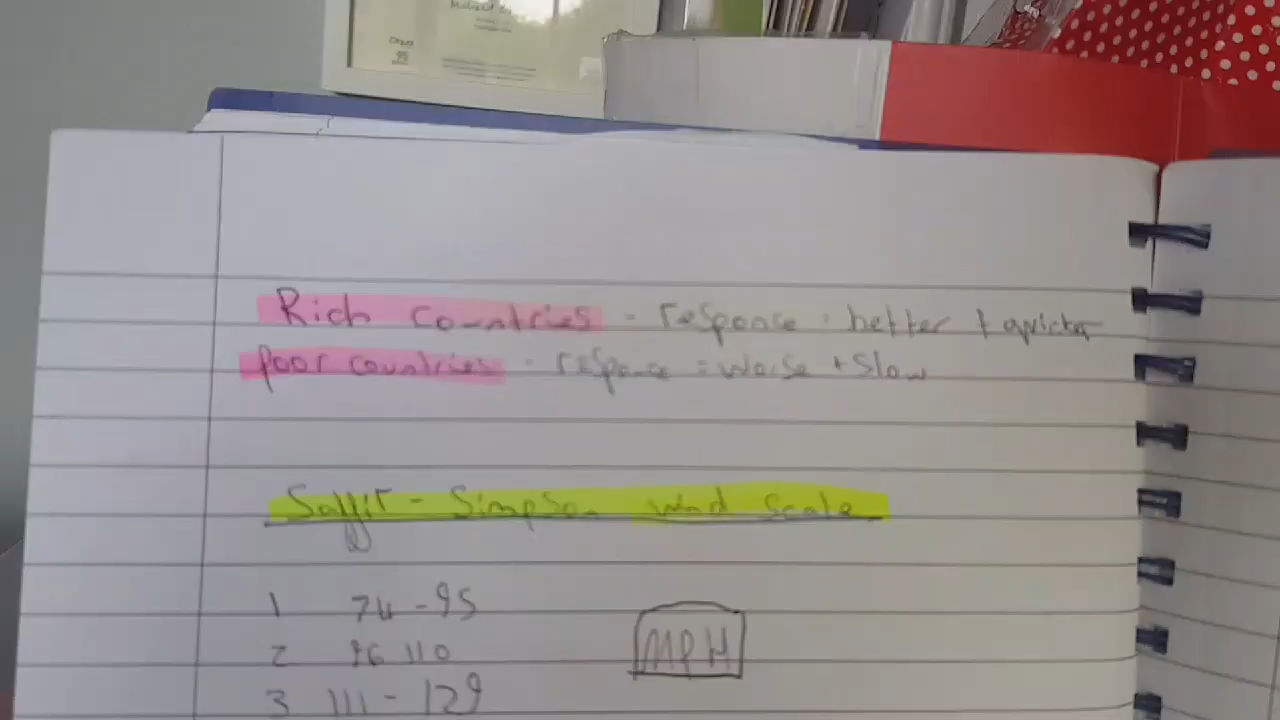 Rich Countries - response : better + quicker
poor countries - responce = worse + slow
Saffir - Simpson wind scale
1 74 - 95
2 96 110
MPH
3 111 - 129